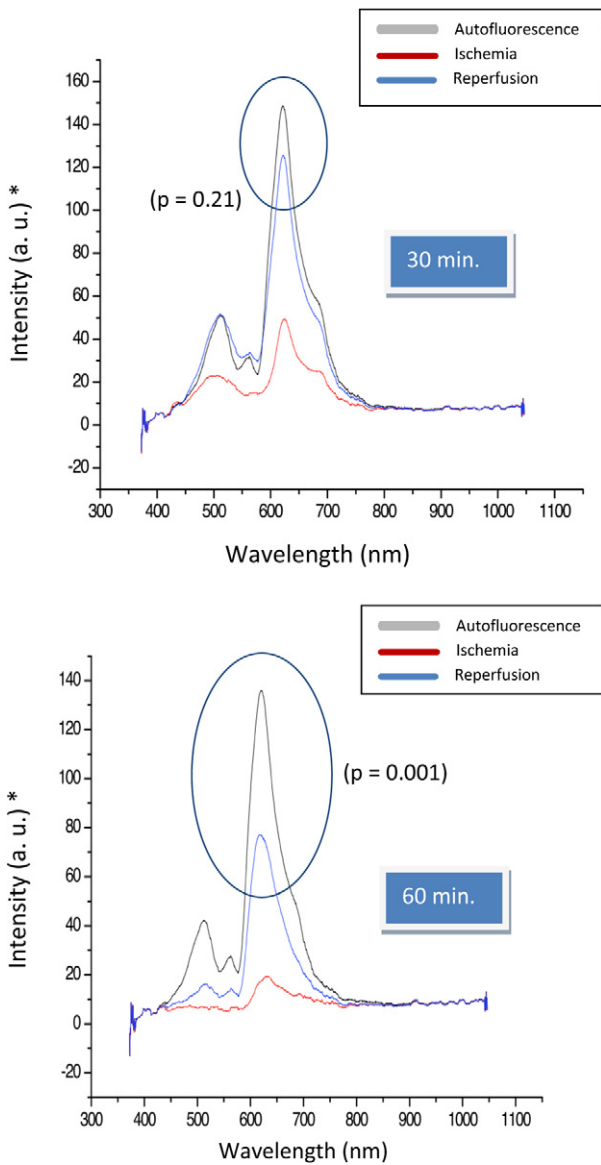 Autofluorescence
Ischemia
Reperfusion
160
140
120
100
80
60
40
20
0
-20
(p = 0.21)
30 min.
Intensity (a. u.) *
300 400 500 600 700 800 900 1000 1100
Wavelength (nm)
Autofluorescence
Ischemia
Reperfusion
140
120
100
80
60
40
20
0
-20
(p = 0.001)
60 min.
Intensity (a. u.) *
300 400 500 600 700 800 900 1000 1100
Wavelength (nm)